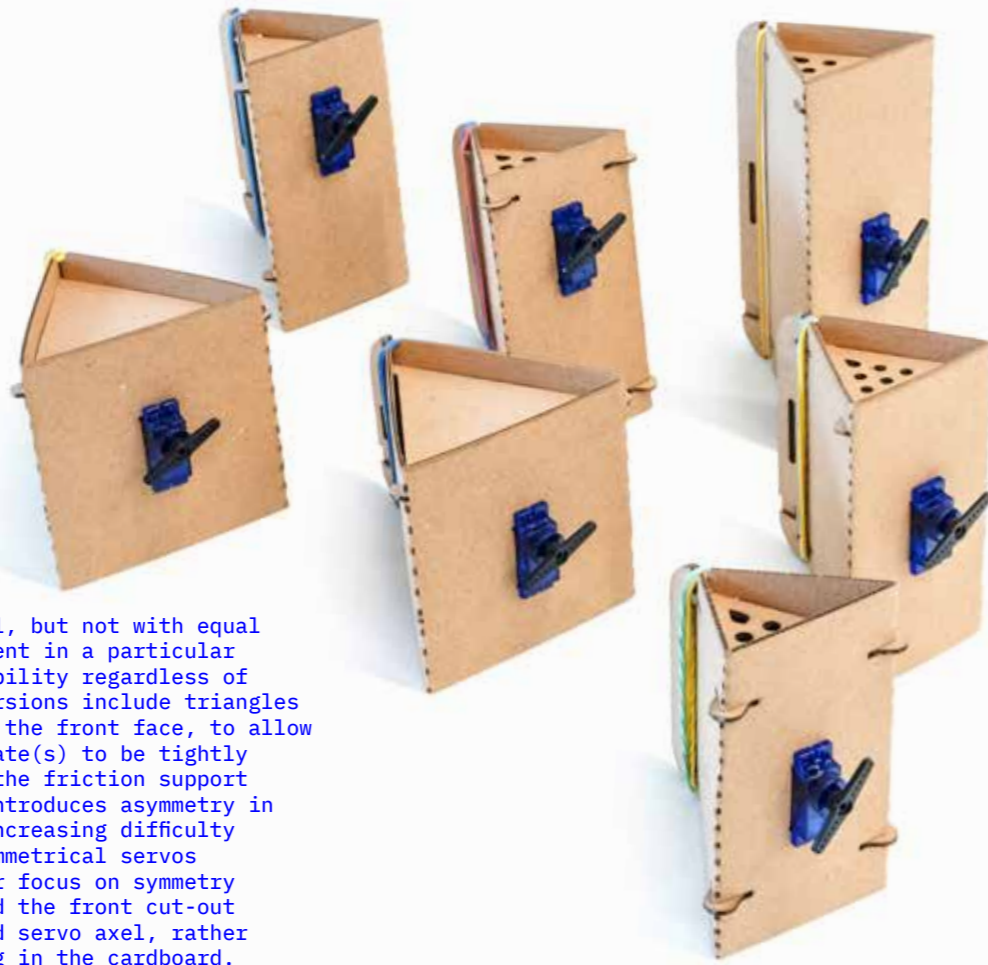 but not with equal
ent in a particular
bility regardless of
rsions include triangles
the front face, to allow
ate(s) to be tightly
the friction support
ntroduces asymmetry in
ncreasing difficulty
mmetrical servos
r focus on symmetry
d the front cut-out
d servo axel, rather
g in the cardboard.